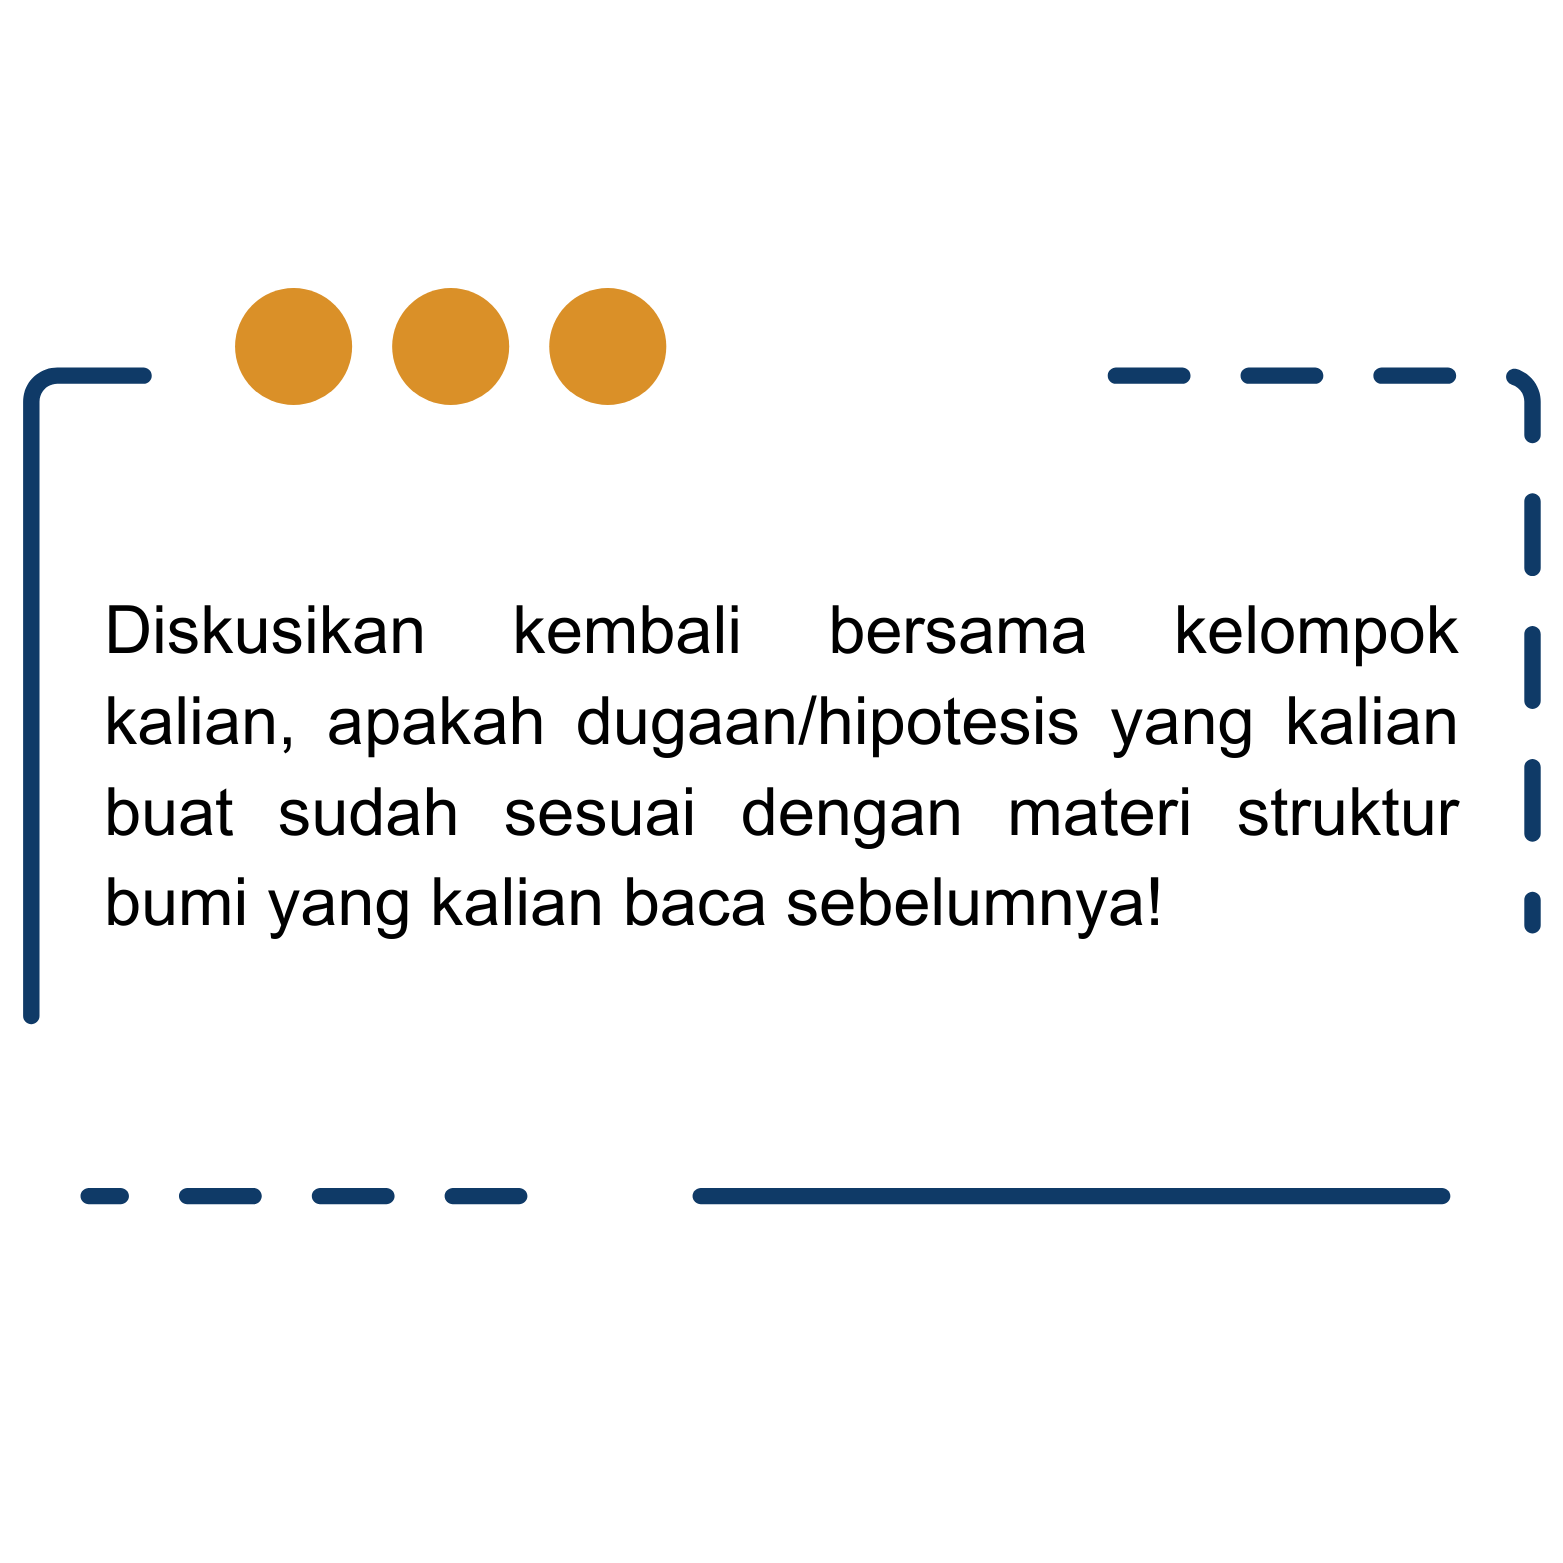 Diskusikan kembali bersama kelompok
kalian, apakah dugaan/hipotesis yang kalian
buat sudah sesuai dengan materi struktur
bumi yang kalian baca sebelumnya!